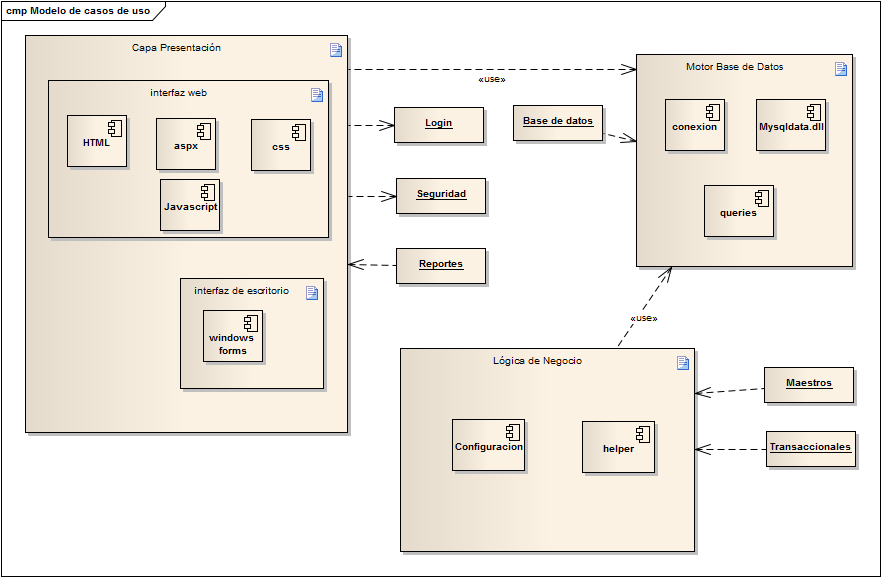 cmp Modelo de casos de uso
Capa Presentación
interfaz web
HTML
aspx
css
Javascript
interfaz de escritorio
windows
forms
«use»
Login
Seguridad
Reportes
Base de datos
Motor Base de Datos
conexion
Mysqldata.dll
queries
«use»
Lógica de Negocio
Configuracion
helper
Maestros
Transaccionales